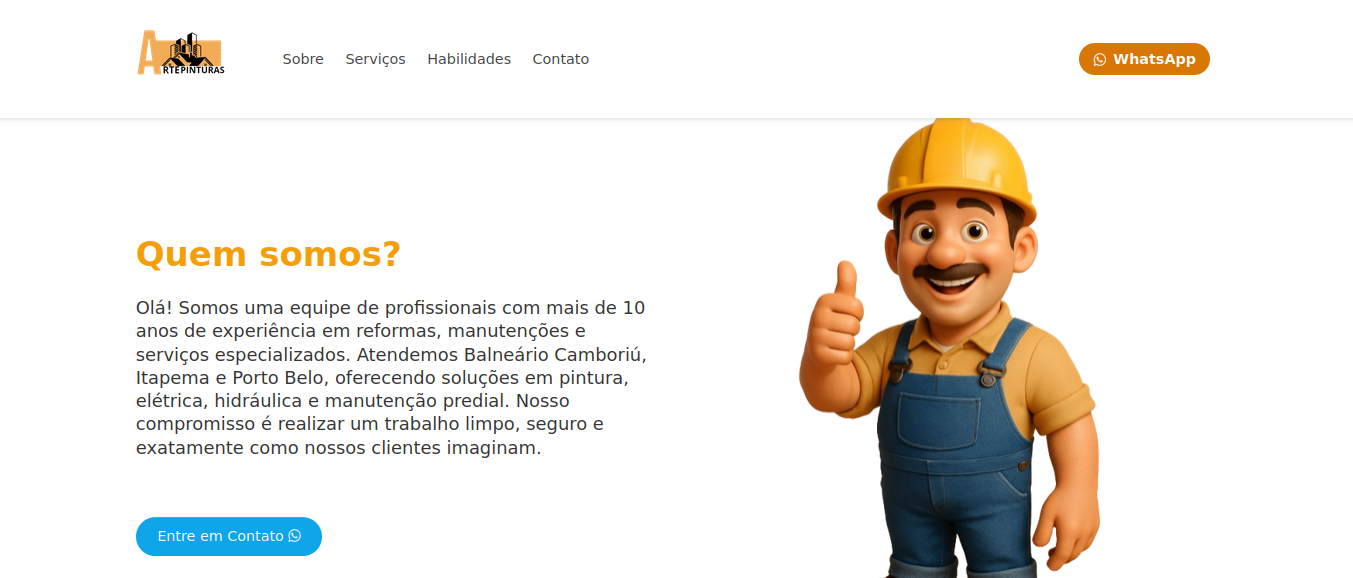 ARTEPINTURAS
Sobre Serviços Habilidades Contato
WhatsApp
Quem somos?
Olá! Somos uma equipe de profissionais com mais de 10
anos de experiência em reformas, manutenções e
serviços especializados. Atendemos Balneário Camboriú,
Itapema e Porto Belo, oferecendo soluções em pintura,
elétrica, hidráulica e manutenção predial. Nosso
compromisso é realizar um trabalho limpo, seguro e
exatamente como nossos clientes imaginam.
Entre em Contato